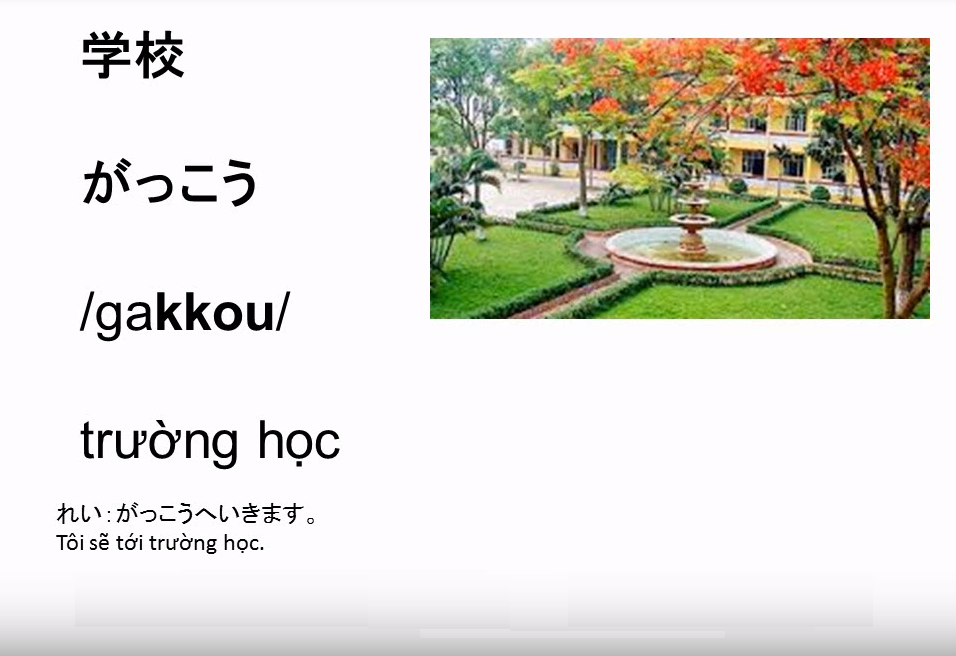 学校
がっこう
/gakkou/
trường học
れい：がっこうへいきます。
Tôi sẽ tới trường học.